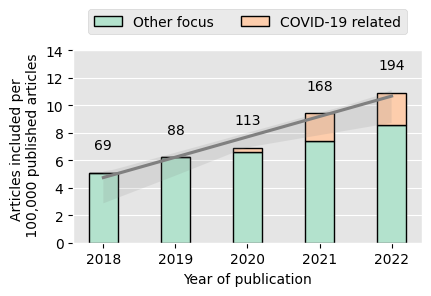 Other focus COVID-19 related
Articles included per
100,000 published articles
14
12
10
8
6
4
2
0
69
88
113
168
194
2018 2019 2020 2021 2022
Year of publication